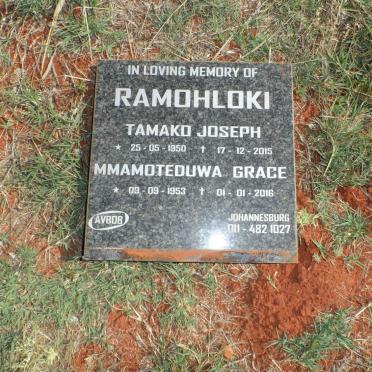 IN LOVING MEMORY OF
RAMOHLOKI
TAMAKO JOSEPH
★ 25 - 05 - 1950 ✝ 17 - 12 - 2015
MMAMOTEDUWA GRACE
★ 09 - 09 - 1953 ✝ 01 - 01 - 2016
AVBOB
JOHANNESBURG
011 - 482 1027